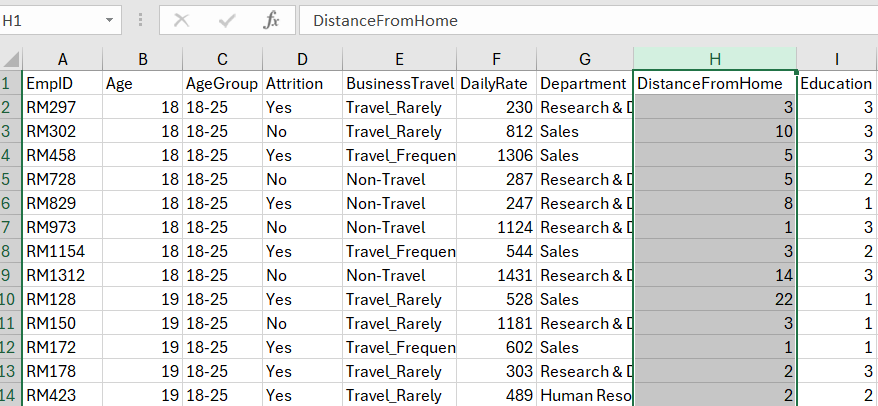 H1 fx DistanceFromHome
A B C D E F G H I
1 EmpID Age AgeGroup Attrition BusinessTravel DailyRate Department DistanceFromHome Education
2 RM297 18 18-25 Yes Travel_Rarely 230 Research & D 3 3
3 RM302 18 18-25 No Travel_Rarely 812 Sales 10 3
4 RM458 18 18-25 Yes Travel_Frequen 1306 Sales 5 3
5 RM728 18 18-25 No Non-Travel 287 Research & D 5 2
6 RM829 18 18-25 Yes Non-Travel 247 Research & D 8 1
7 RM973 18 18-25 No Non-Travel 1124 Research & D 1 3
8 RM1154 18 18-25 Yes Travel_Frequen 544 Sales 3 2
9 RM1312 18 18-25 No Non-Travel 1431 Research & D 14 3
10 RM128 19 18-25 Yes Travel_Rarely 528 Sales 22 1
11 RM150 19 18-25 No Travel_Rarely 1181 Research & D 3 1
12 RM172 19 18-25 Yes Travel_Frequen 602 Sales 1 1
13 RM178 19 18-25 Yes Travel_Rarely 303 Research & D 2 3
14 RM423 19 18-25 Yes Travel_Rarely 489 Human Reso 2 2